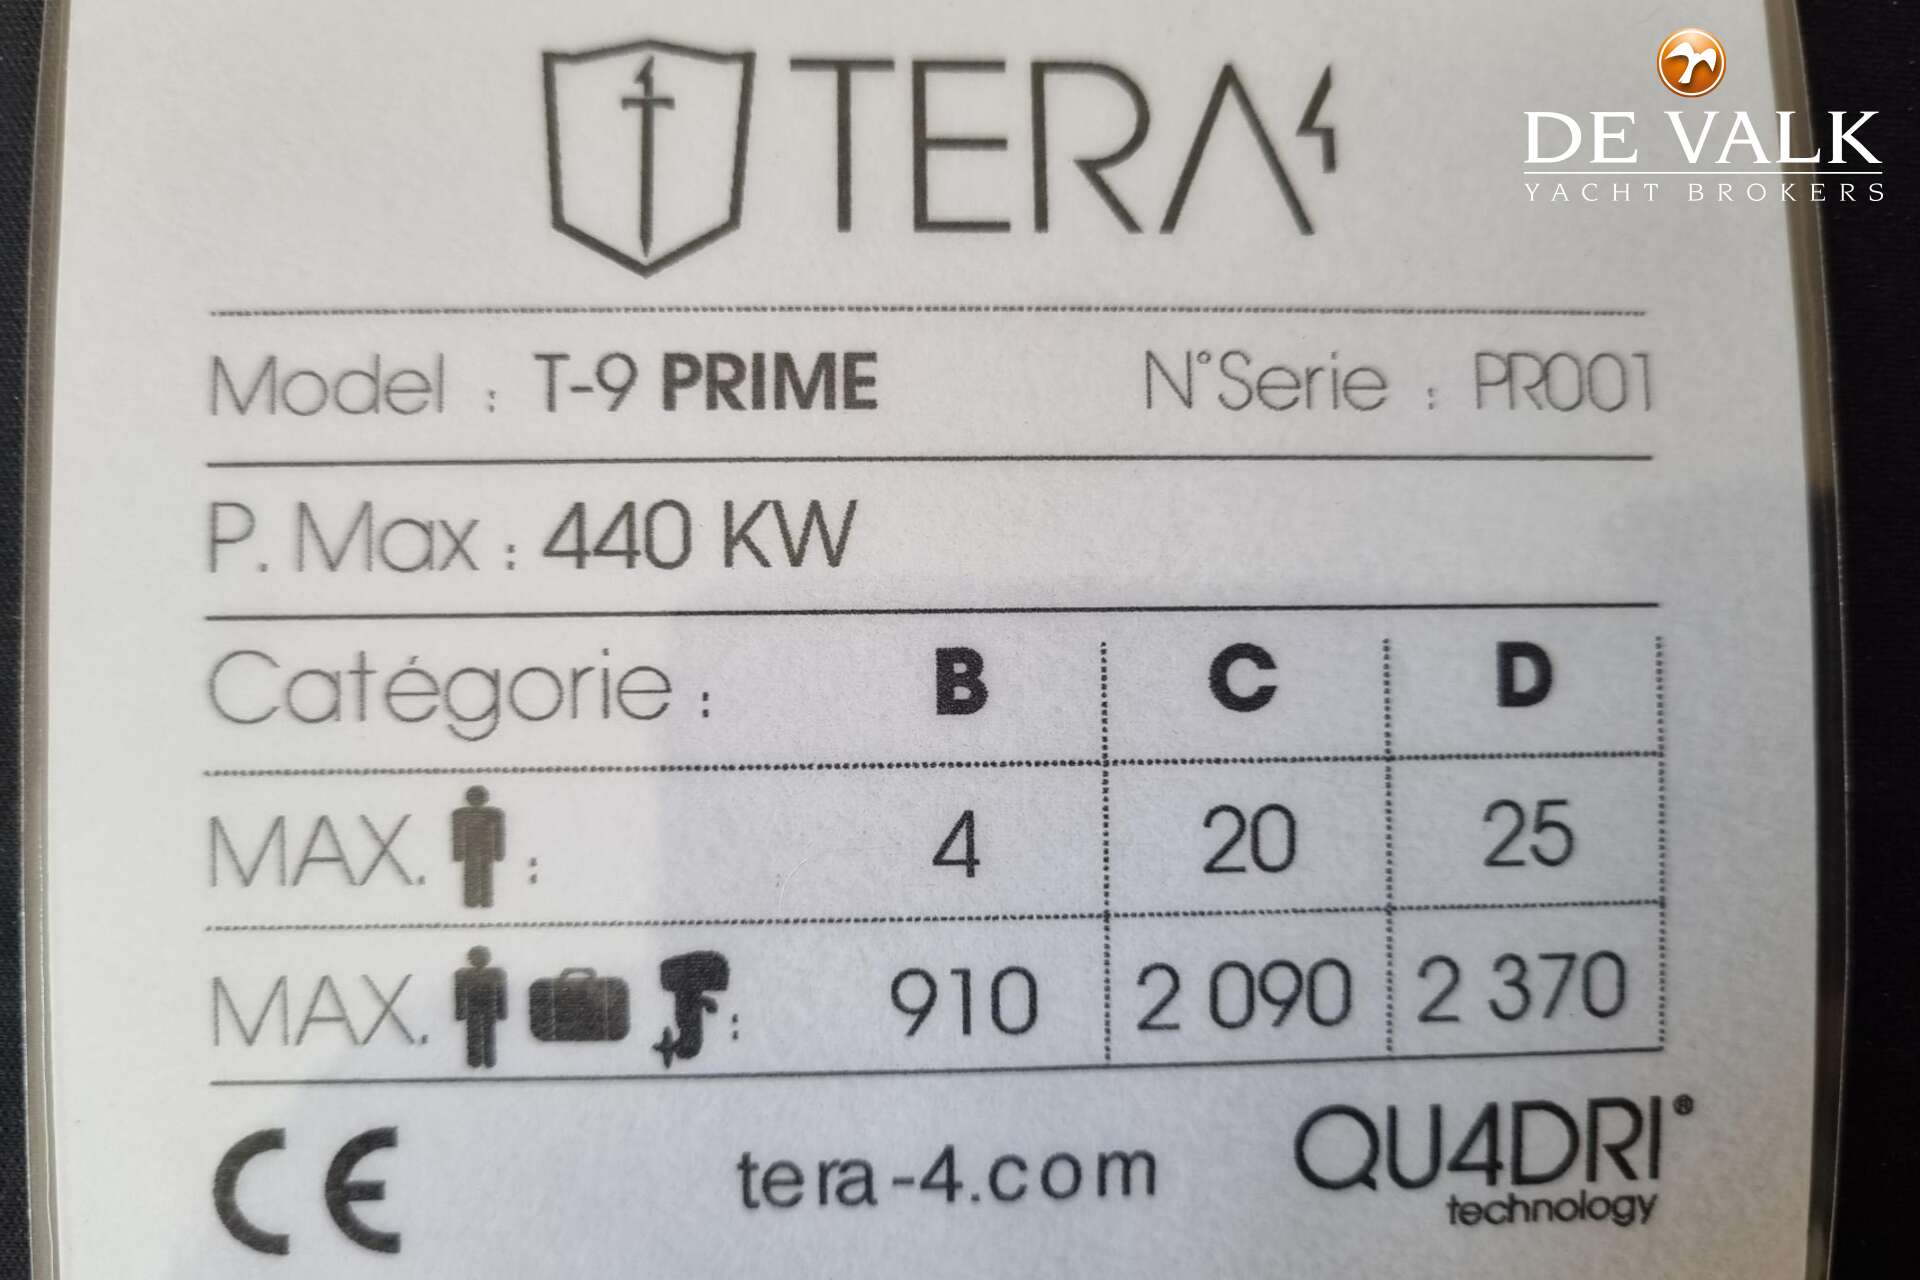 TERA4
DE VALK
YACHT BROKERS
Model : T-9 PRIME N°Serie : PR001
P. Max : 440 KW
Catégorie : B C D
MAX. : 4 20 25
MAX. : 910 2 090 2 370
CE tera-4.com QU4DRI®
technology